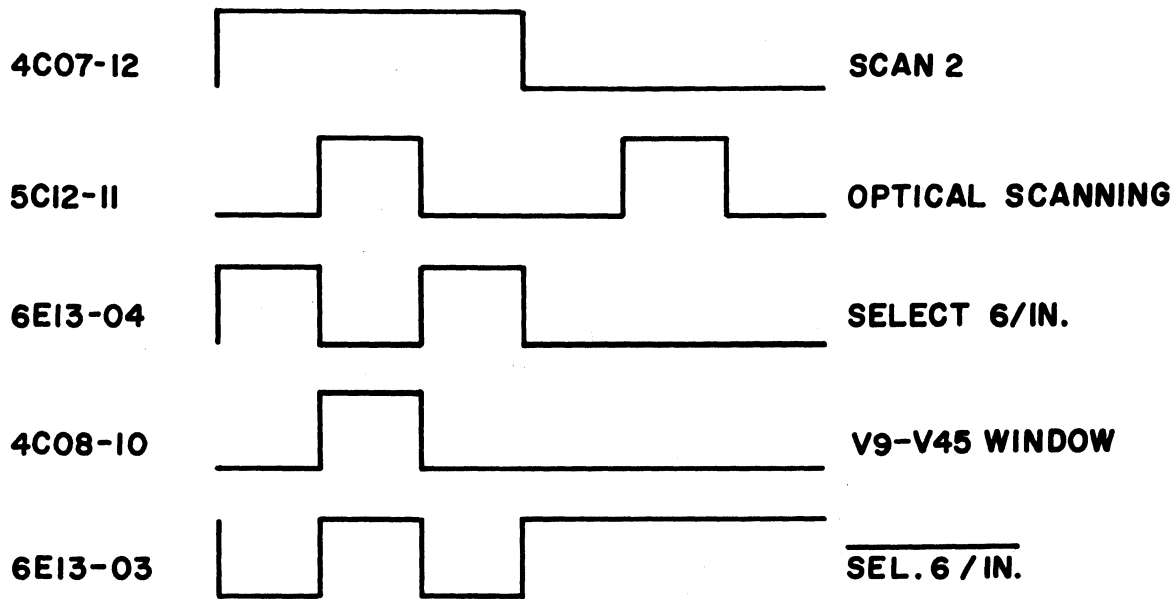 4C07-12 SCAN 2
5C12-11 OPTICAL SCANNING
6E13-04 SELECT 6/IN.
4C08-10 V9-V45 WINDOW
6E13-03 SEL. 6 / IN.